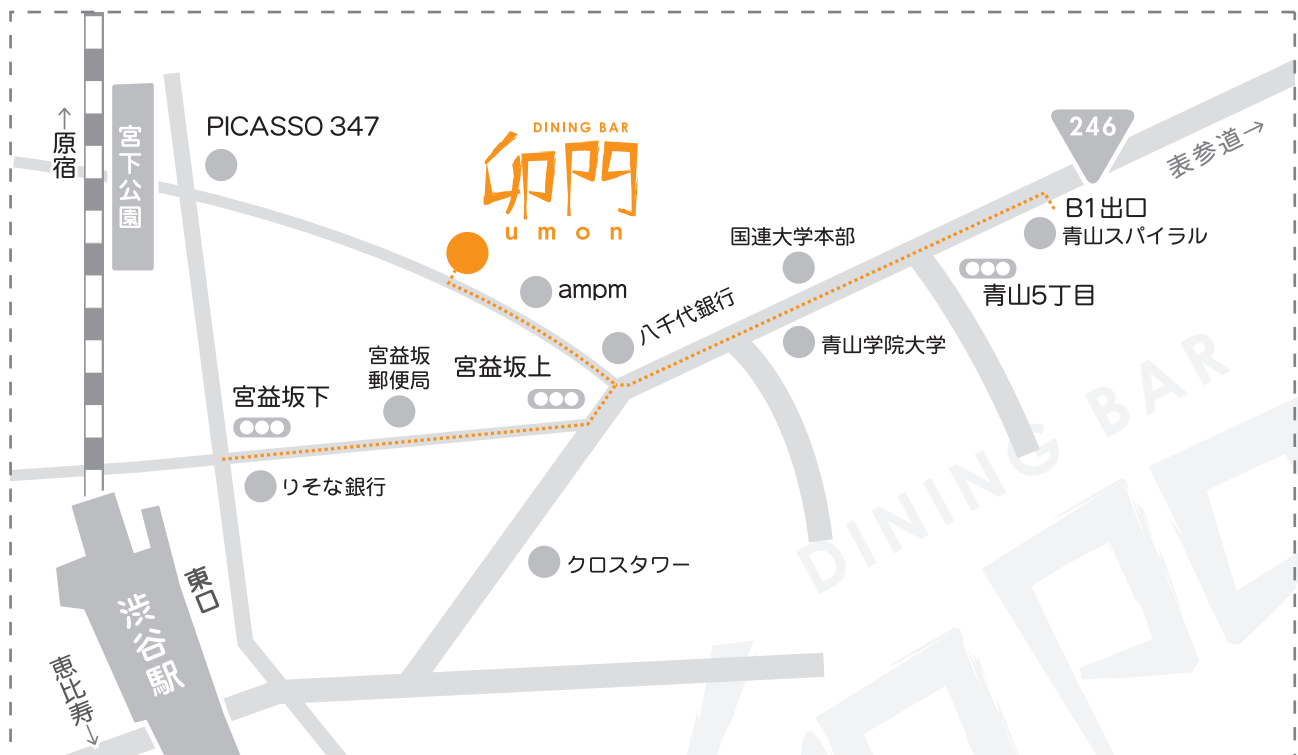 PICASSO 347
↑原宿
宮下公園
DINING BAR
卯門
umon
246
表参道→
B1出口
青山スパイラル
国連大学本部
青山5丁目
ampm
八千代銀行
青山学院大学
宮益坂
郵便局
宮益坂上
宮益坂下
りそな銀行
クロスタワー
東口
渋谷駅
恵比寿→
DINING BAR